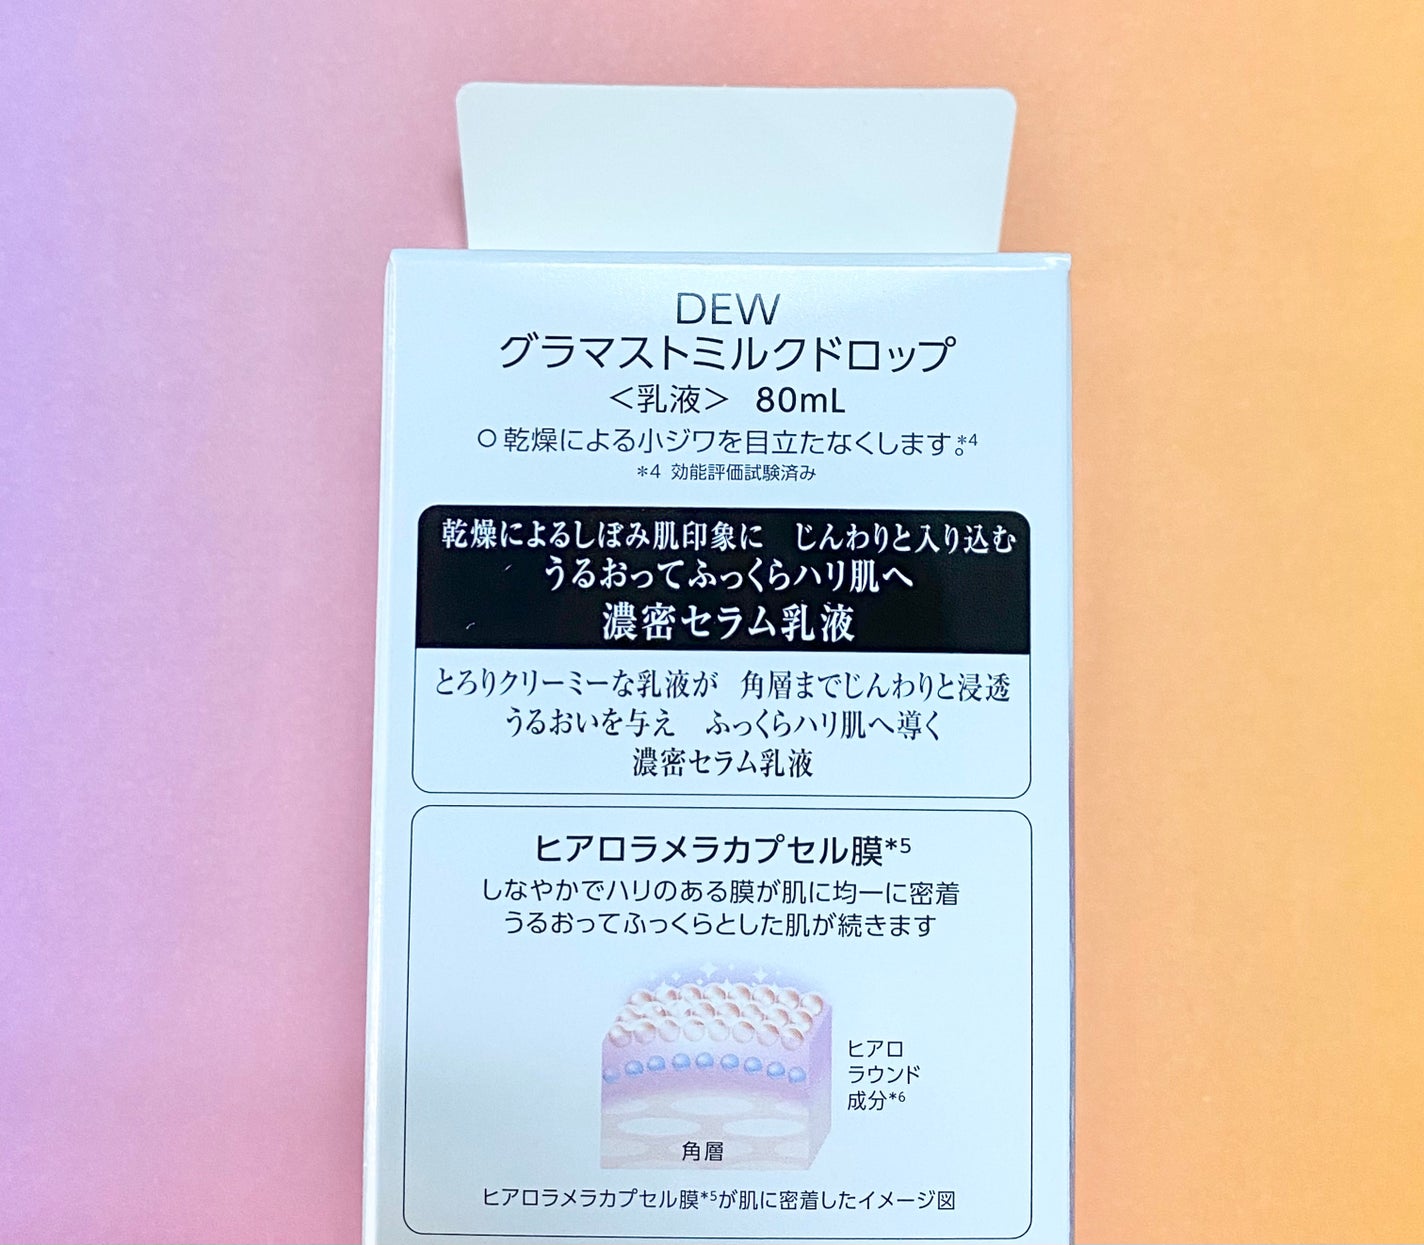 DEW
グラマストミルクドロップ
＜乳液＞ 80mL
○乾燥による小ジワを目立たなくします。*4
*4 効能評価試験済み
乾燥によるしぼみ肌印象に　じんわりと入り込む
うるおってふっくらハリ肌へ
濃密セラム乳液
とろりクリーミーな乳液が　角層までじんわりと浸透
うるおいを与え　ふっくらハリ肌へ導く
濃密セラム乳液
ヒアロラメラカプセル膜*5
しなやかでハリのある膜が肌に均一に密着
うるおってふっくらとした肌が続きます
ヒアロ
ラウンド
成分*6
角層
ヒアロラメラカプセル膜*5が肌に密着したイメージ図